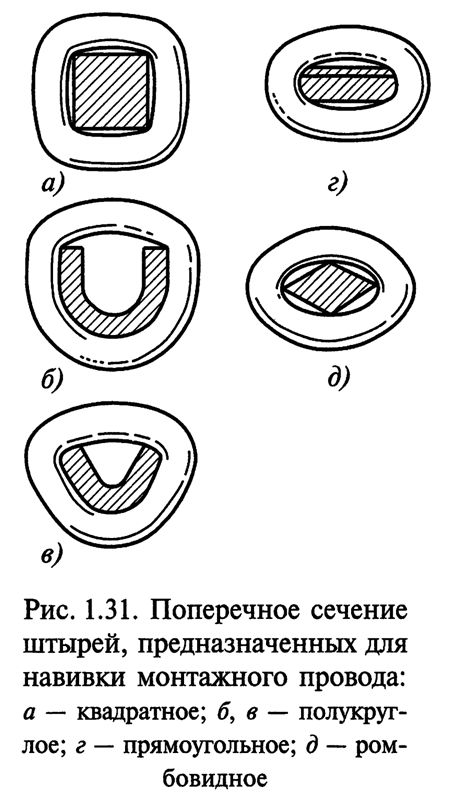 а)
г)
б)
д)
в)
Рис. 1.31. Поперечное сечение
штырей, предназначенных для
навивки монтажного провода:
а — квадратное; б, в — полукруг-
лое; г — прямоугольное; д — ром-
бовидное